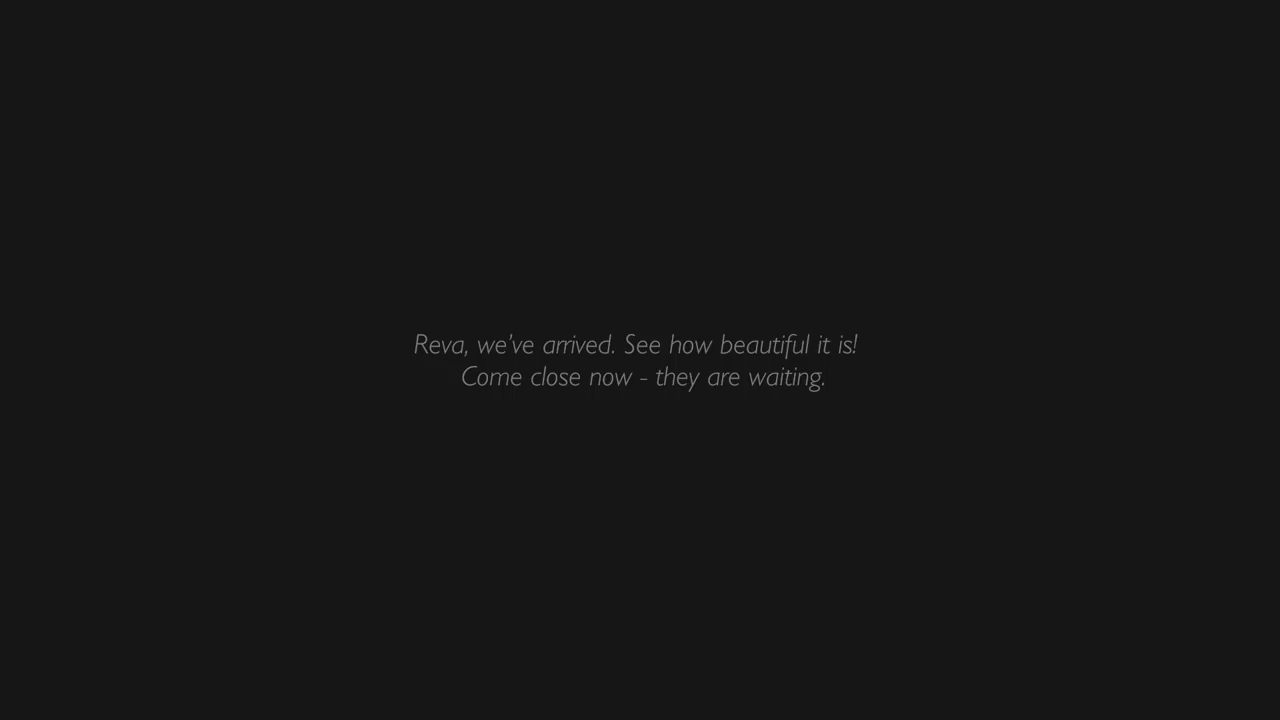 Reva, we’ve arrived. See how beautiful it is!
Come close now - they are waiting.